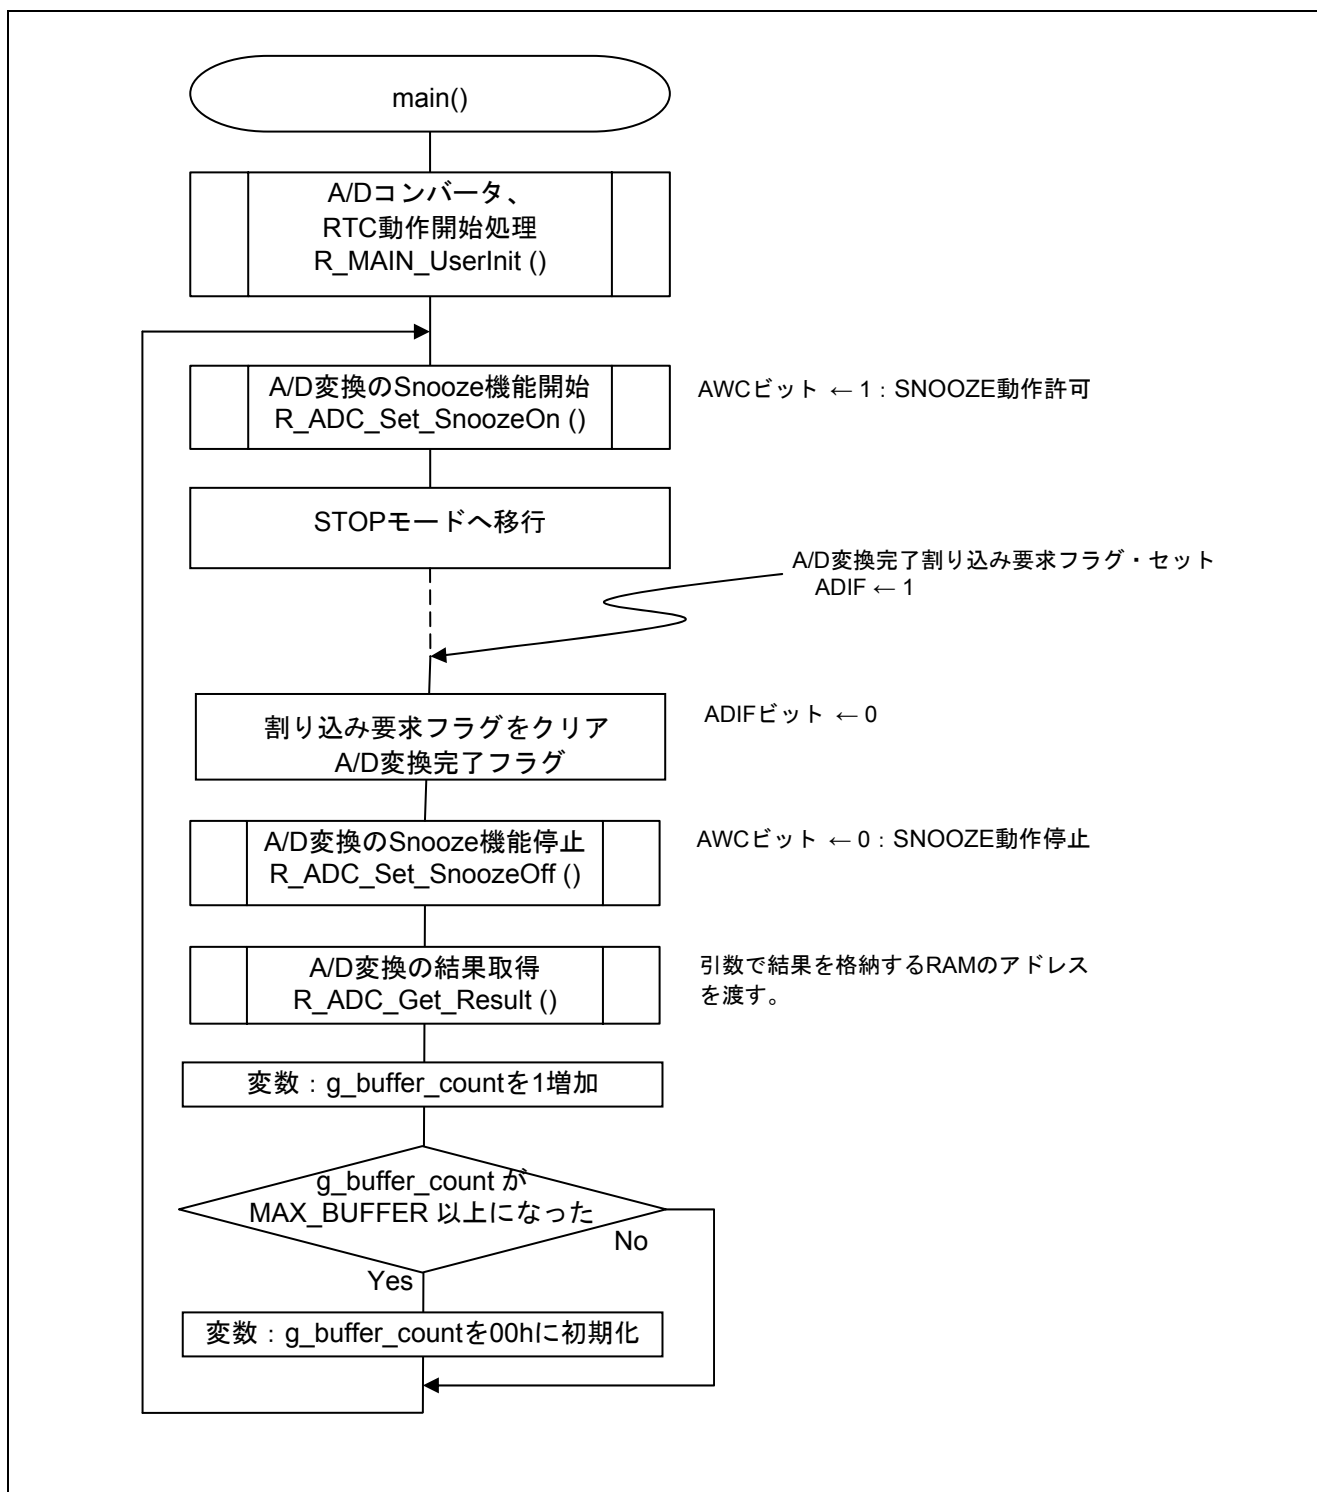 main()
A/Dコンバータ、
RTC動作開始処理
R_MAIN_UserInit ()
A/D変換のSnooze機能開始
R_ADC_Set_SnoozeOn ()
AWCビット ← 1：SNOOZE動作許可
STOPモードへ移行
A/D変換完了割り込み要求フラグ・セット
ADIF ← 1
割り込み要求フラグをクリア
A/D変換完了フラグ
ADIFビット ← 0
A/D変換のSnooze機能停止
R_ADC_Set_SnoozeOff ()
AWCビット ← 0：SNOOZE動作停止
A/D変換の結果取得
R_ADC_Get_Result ()
引数で結果を格納するRAMのアドレス
を渡す。
変数：g_buffer_countを1増加
g_buffer_count が
MAX_BUFFER 以上になった
No
Yes
変数：g_buffer_countを00hに初期化